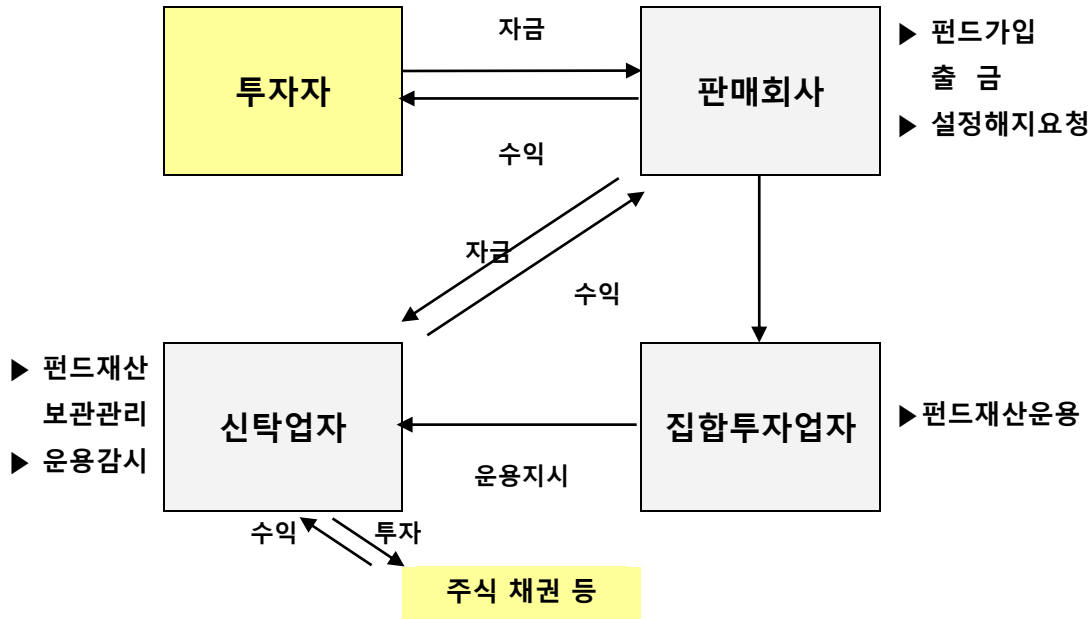 자금
투자자
판매회사
▶ 펀드가입
출 금
▶ 설정해지요청
수익
자금
수익
▶ 펀드재산
보관관리
▶ 운용감시
신탁업자
집합투자업자
▶펀드재산운용
운용지시
수익
투자
주식 채권 등